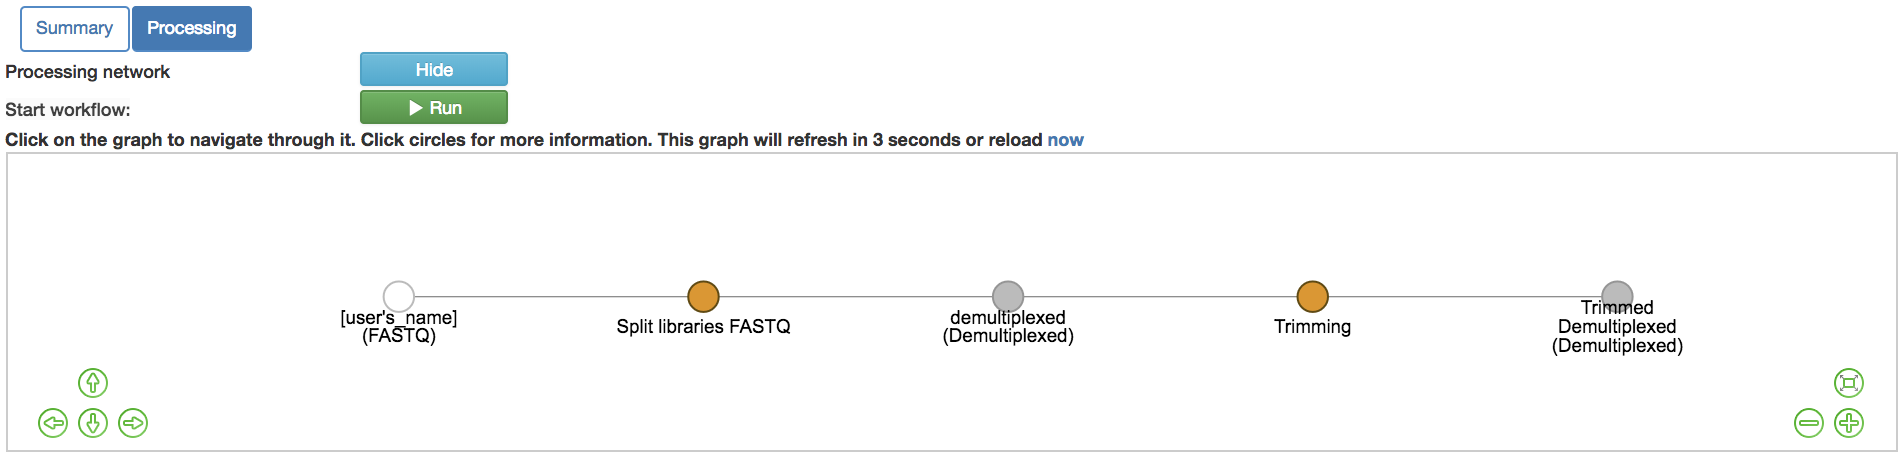 Summary
Processing
Processing network
Hide
Start workflow:
Run
Click on the graph to navigate through it. Click circles for more information. This graph will refresh in 3 seconds or reload now
[user's_name]
(FASTQ)
Split libraries FASTQ
demultiplexed
(Demultiplexed)
Trimming
Trimmed
Demultiplexed
(Demultiplexed)